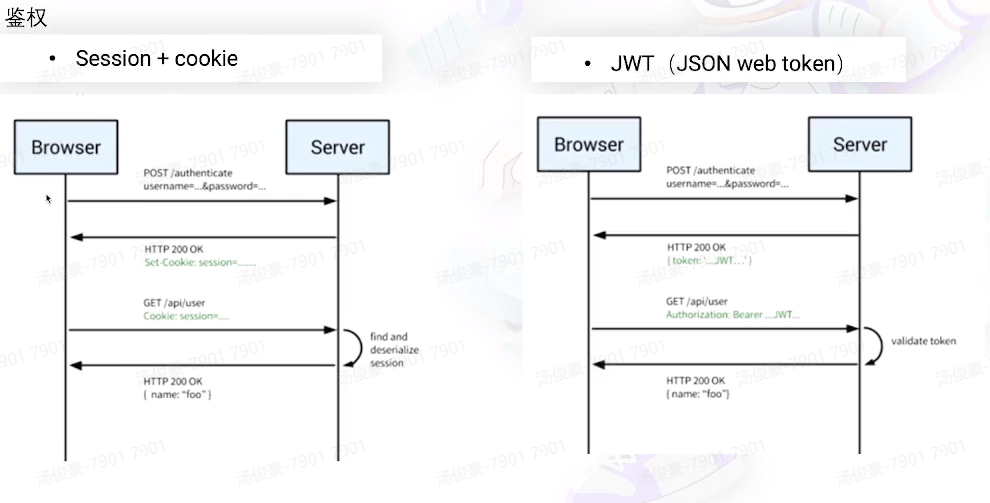 鉴权
• Session + cookie
Browser
Server
POST /authenticate
username=...&password=...
HTTP 200 OK
Set-Cookie: session=.......
GET /api/user
Cookie: session=....
find and
deserialize
session
HTTP 200 OK
{ name: "foo" }
• JWT（JSON web token）
Browser
Server
POST /authenticate
username=...&password=...
HTTP 200 OK
{ token: '...JWT...' }
GET /api/user
Authorization: Bearer ...JWT...
validate token
HTTP 200 OK
{ name: "foo"}
汤俊豪-7901 7901